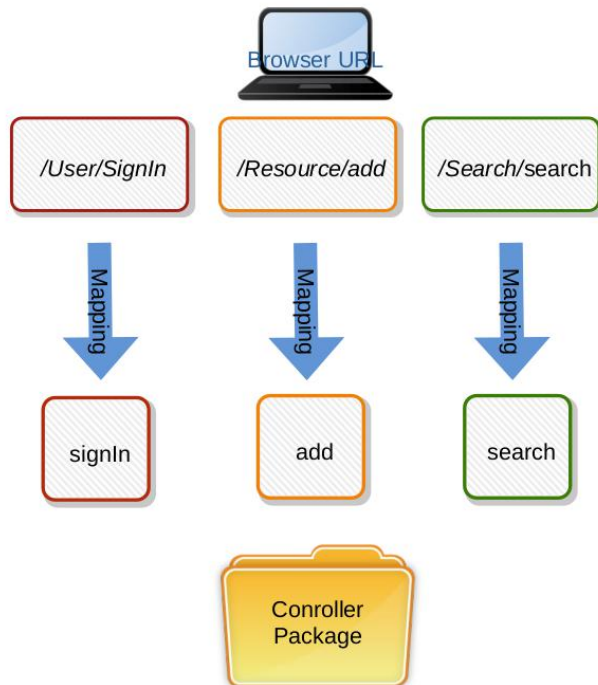 Browser URL
/User/SignIn
/Resource/add
/Search/search
Mapping
Mapping
Mapping
signIn
add
search
Conroller
Package